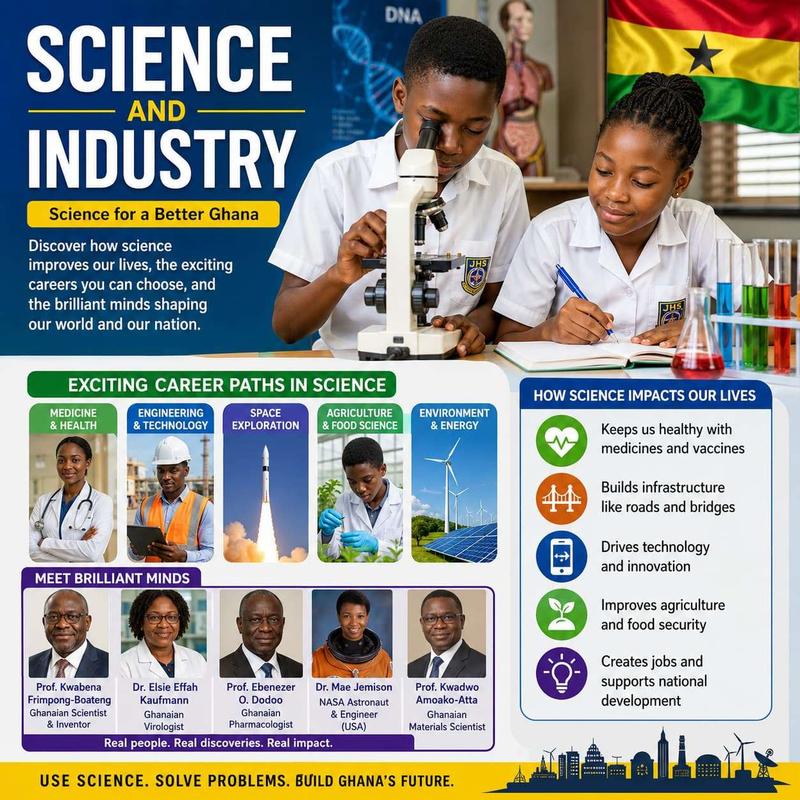 SCIENCE
AND
INDUSTRY
Science for a Better Ghana
Discover how science
improves our lives, the exciting
careers you can choose, and
the brilliant minds shaping
our world and our nation.
DNA
JHS
JHS
EXCITING CAREER PATHS IN SCIENCE
MEDICINE
& HEALTH
ENGINEERING
& TECHNOLOGY
SPACE
EXPLORATION
AGRICULTURE
& FOOD SCIENCE
ENVIRONMENT
& ENERGY
HOW SCIENCE IMPACTS OUR LIVES
Keeps us healthy with
medicines and vaccines
Builds infrastructure
like roads and bridges
Drives technology
and innovation
Improves agriculture
and food security
Creates jobs and
supports national
development
MEET BRILLIANT MINDS
Prof. Kwabena
Frimpong-Boateng
Ghanaian Scientist
& Inventor
Dr. Elsie Effah
Kaufmann
Ghanaian
Virologist
Prof. Ebenezer
O. Dodoo
Ghanaian
Pharmacologist
Dr. Mae Jemison
NASA Astronaut
& Engineer
(USA)
Prof. Kwadwo
Amoako-Atta
Ghanaian
Materials Scientist
Real people. Real discoveries. Real impact.
USE SCIENCE. SOLVE PROBLEMS. BUILD GHANA'S FUTURE.